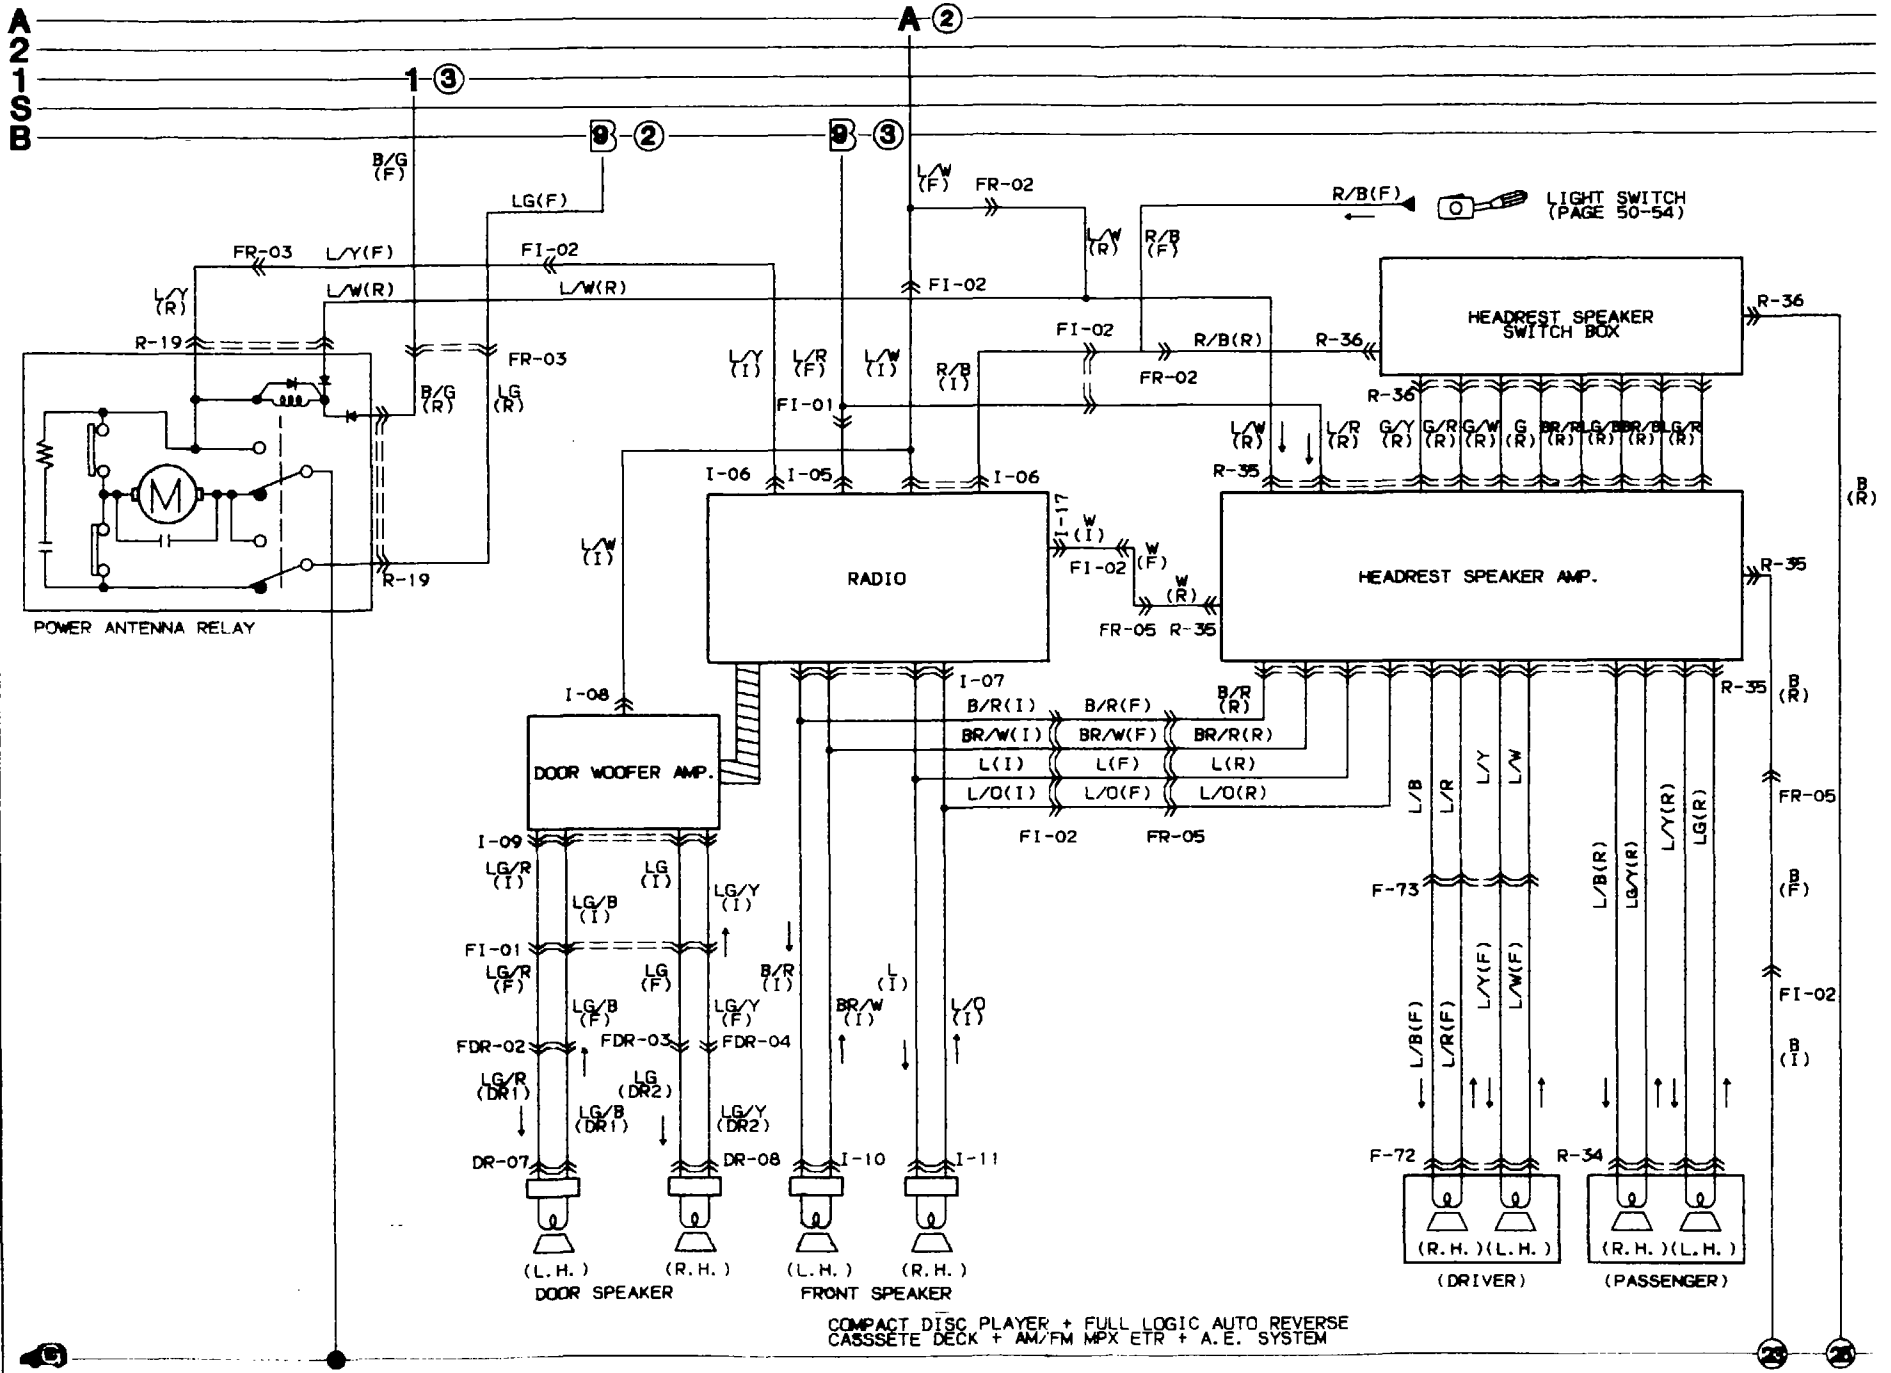 A
A 2
2
1
1 3
S
B
9 2
B 3
B/G
(F)
LG(F)
L/W
(F)
FR-02
R/B(F)
LIGHT SWITCH
(PAGE 50-54)
FR-03
L/Y(F)
FI-02
L/W
(R)
R/B
(F)
L/Y
(R)
L/W(R)
L/W(R)
FI-02
R-36
HEADREST SPEAKER
SWITCH BOX
R-19
FR-03
L/Y
(I)
L/R
(F)
L/W
(I)
R/B
(I)
FI-02
R/B(R)
R-36
FR-02
B/G
(R)
LG
(R)
FI-01
R-36
L/W
(R)
L/R
(R)
G/Y
(R)
G/R
(R)
G/W
(R)
G
(R)
BR/R
(R)
LG/B
(R)
BR/B
(R)
LG/R
(R)
I-06
I-05
I-06
R-35
B
(R)
M
L/W
(I)
I-17
W
(I)
FI-02
W
(F)
RADIO
HEADREST SPEAKER AMP.
R-35
R-19
W
(R)
FR-05
R-35
POWER ANTENNA RELAY
I-08
I-07
R-35
B
(R)
B/R(I)
B/R(F)
B/R
(R)
BR/W(I)
BR/W(F)
BR/R(R)
DOOR WOOFER AMP.
L(I)
L(F)
L(R)
L/O(I)
L/O(F)
L/O(R)
L/B
L/R
L/Y
L/W
FR-05
FI-02
FR-05
I-09
L/B(R)
LG/Y(R)
L/Y(R)
LG(R)
LG/R
(I)
LG
(I)
F-73
B
(F)
LG/B
(I)
LG/Y
(I)
FI-01
LG/R
(F)
LG
(F)
B/R
(I)
L
(I)
L/Y(F)
L/W(F)
FI-02
LG/B
(F)
LG/Y
(F)
BR/W
(I)
L/O
(I)
L/B(F)
L/R(F)
FDR-02
FDR-03
FDR-04
B
(I)
LG/R
(DR1)
LG
(DR2)
LG/B
(DR1)
LG/Y
(DR2)
DR-07
DR-08
I-10
I-11
F-72
R-34
(L.H.)
(R.H.)
(L.H.)
(R.H.)
(R.H.)(L.H.)
(R.H.)(L.H.)
DOOR SPEAKER
FRONT SPEAKER
(DRIVER)
(PASSENGER)
COMPACT DISC PLAYER + FULL LOGIC AUTO REVERSE
CASSSETE DECK + AM/FM MPX ETR + A.E. SYSTEM
G
23